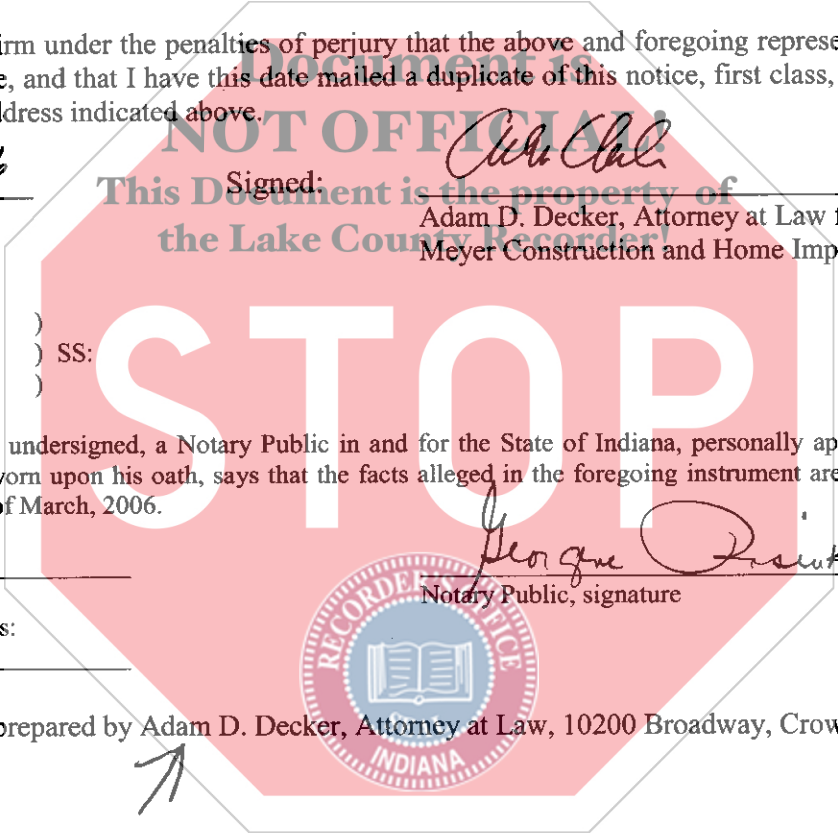 irm under the penalties of perjury that the above and foregoing represe
e, and that I have this date mailed a duplicate of this notice, first class,
ldress indicated above.
Document is
NOT OFFICIAL!
This Document is the property of
the Lake County Recorder!
Signed:
Adam D. Decker, Attorney at Law f
Meyer Construction and Home Imp
)
) SS:
)
STOP
undersigned, a Notary Public in and for the State of Indiana, personally ap
vorn upon his oath, says that the facts alleged in the foregoing instrument are
f March, 2006.
Georgene
Notary Public, signature
RECORDER'S OFFICE
INDIANA
s:
prepared by Adam D. Decker, Attorney at Law, 10200 Broadway, Crow